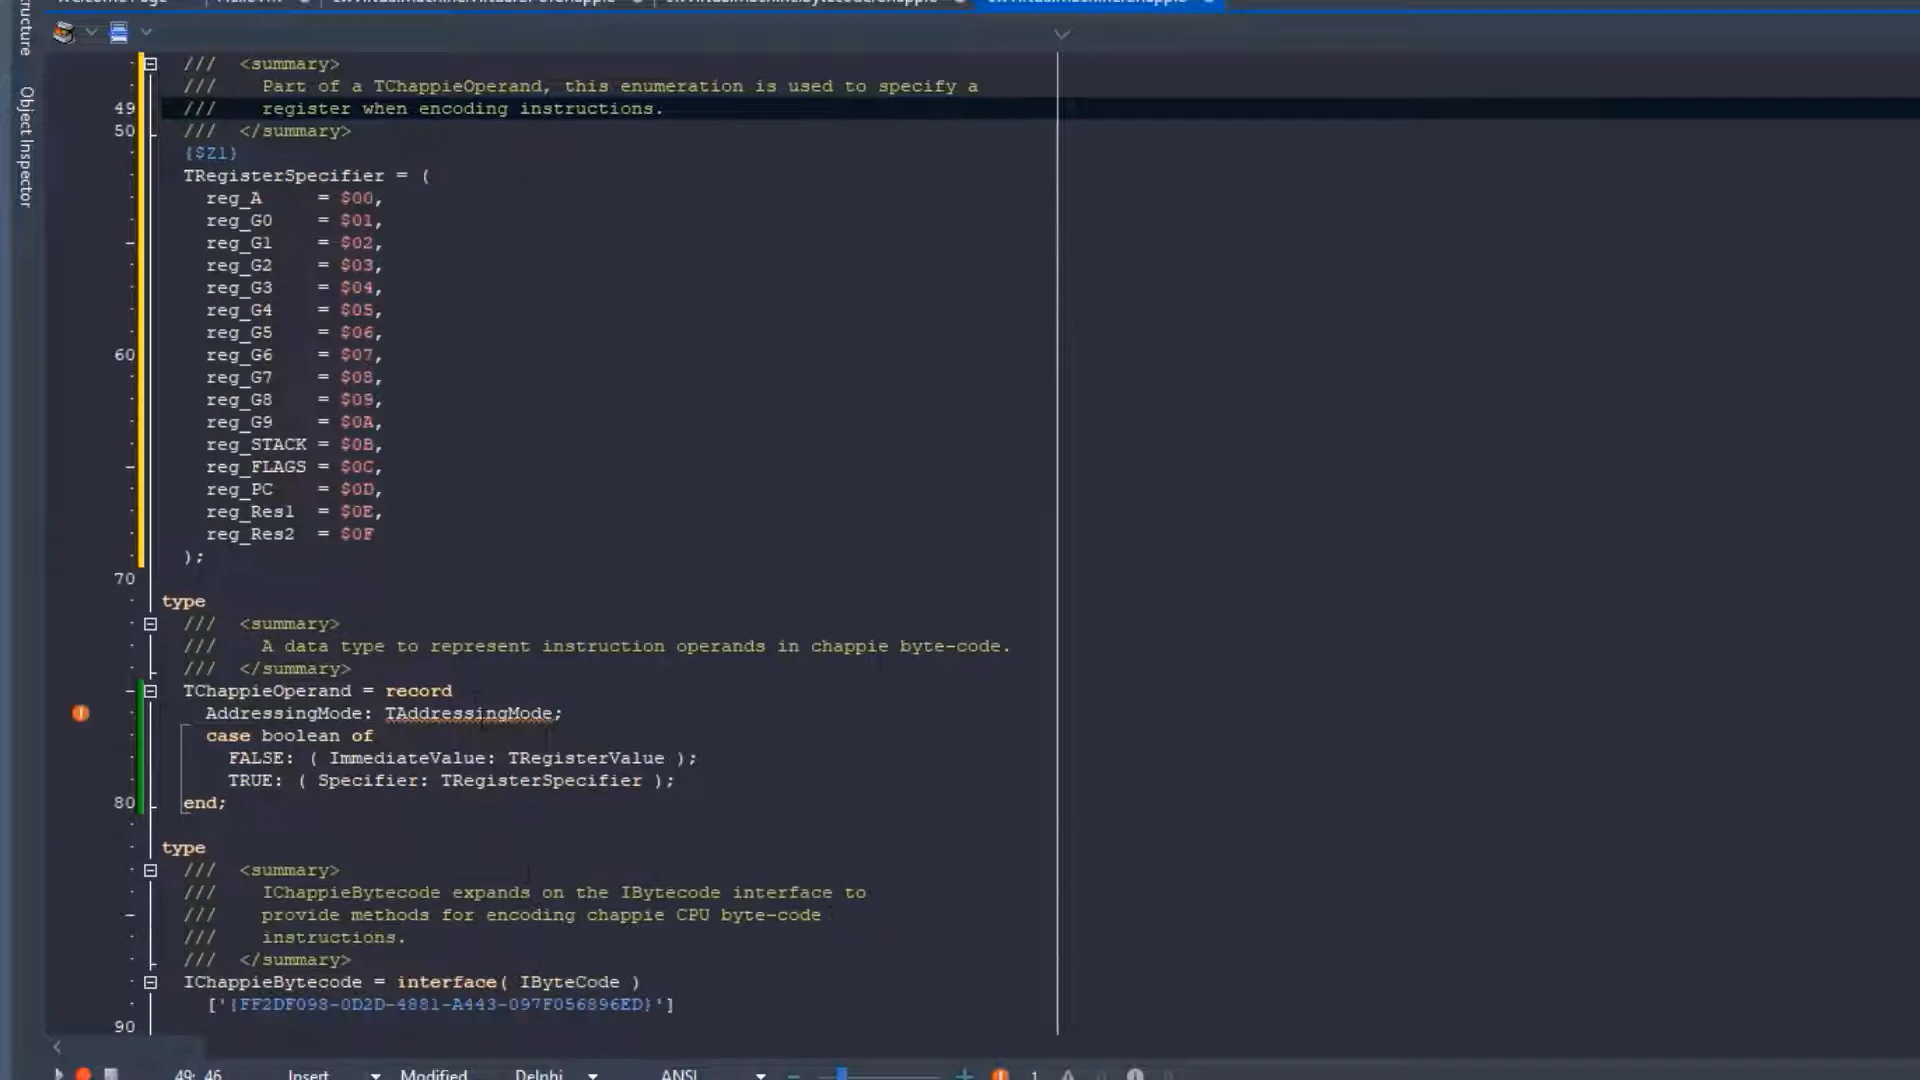 Object Inspector
/// <summary>
/// Part of a TChappieOperand, this enumeration is used to specify a
49 /// register when encoding instructions.
50 /// </summary>
{$Z1}
TRegisterSpecifier = (
reg_A = $00,
reg_G0 = $01,
reg_G1 = $02,
reg_G2 = $03,
reg_G3 = $04,
reg_G4 = $05,
reg_G5 = $06,
60 reg_G6 = $07,
reg_G7 = $08,
reg_G8 = $09,
reg_G9 = $0A,
reg_STACK = $0B,
reg_FLAGS = $0C,
reg_PC = $0D,
reg_Res1 = $0E,
reg_Res2 = $0F
);
70
type
/// <summary>
/// A data type to represent instruction operands in chappie byte-code.
/// </summary>
TChappieOperand = record
AddressingMode: TAddressingMode;
case boolean of
FALSE: ( ImmediateValue: TRegisterValue );
TRUE: ( Specifier: TRegisterSpecifier );
80 end;
type
/// <summary>
/// IChappieBytecode expands on the IBytecode interface to
/// provide methods for encoding chappie CPU byte-code
/// instructions.
/// </summary>
IChappieBytecode = interface( IByteCode )
['{FF2DF098-0D2D-4881-A443-097F056896ED}']
90
49: 46 Insert Modified Delphi ANSI 1